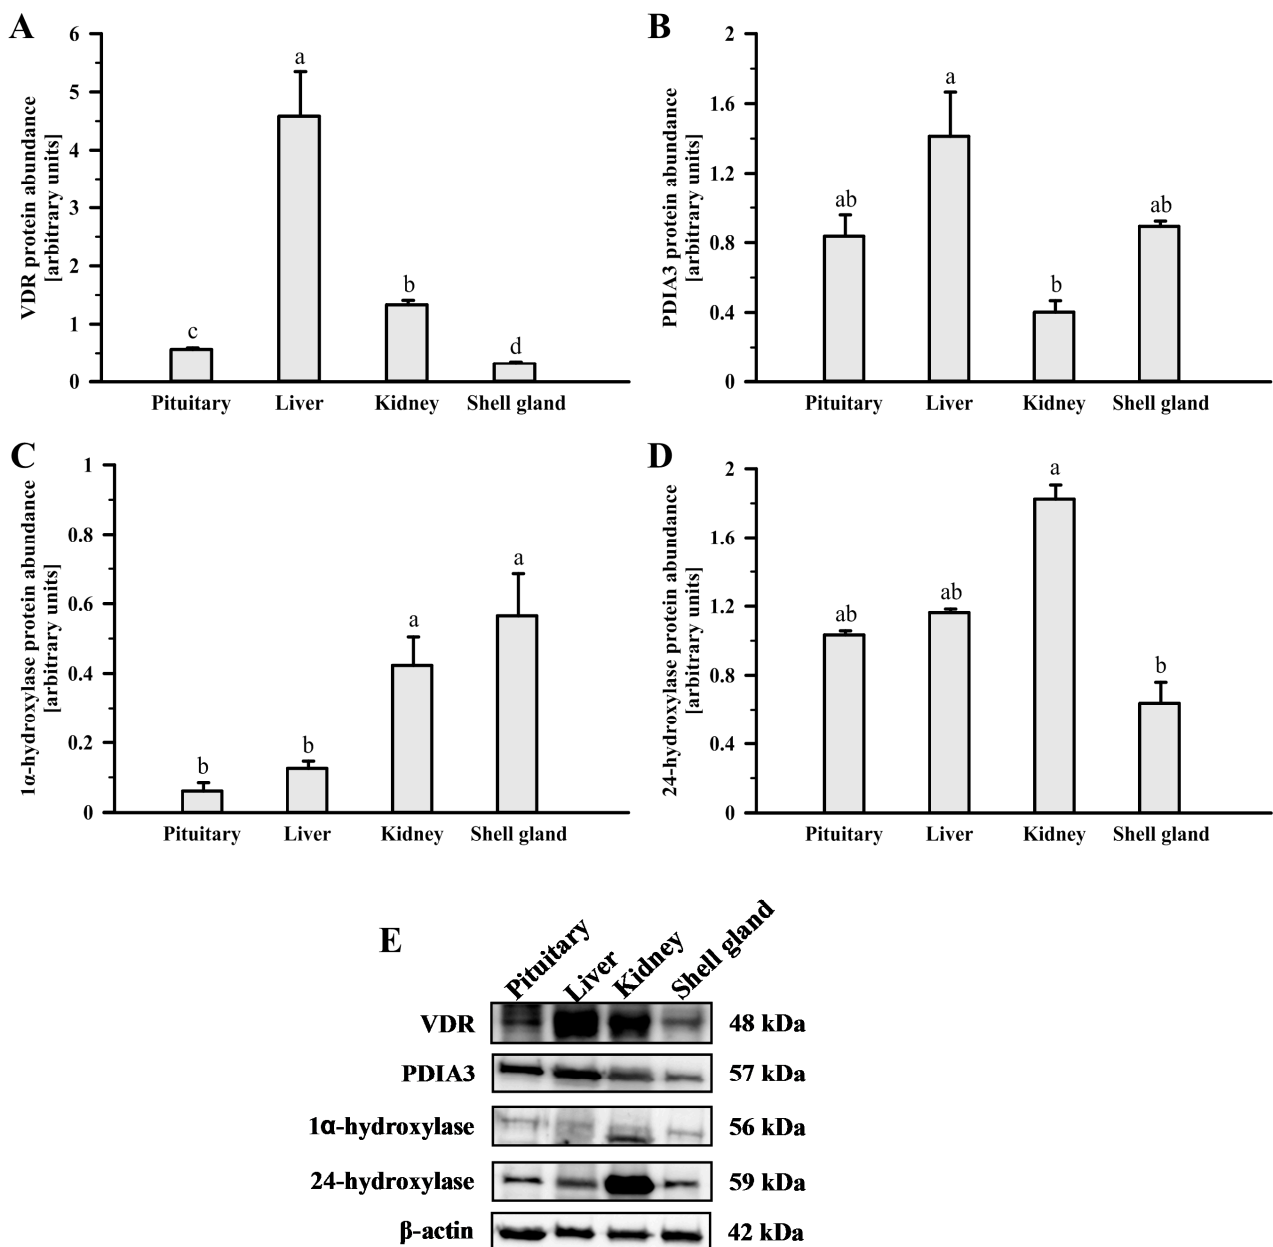 A
VDR protein abundance
[arbitrary units]
6
5
4
3
2
1
0
a
b
c
d
Pituitary Liver Kidney Shell gland
B
PDIA3 protein abundance
[arbitrary units]
2
1.6
1.2
0.8
0.4
0
a
ab
ab
b
Pituitary Liver Kidney Shell gland
C
1α-hydroxylase protein abundance
[arbitrary units]
1
0.8
0.6
0.4
0.2
0
a
a
b
b
Pituitary Liver Kidney Shell gland
D
24-hydroxylase protein abundance
[arbitrary units]
2
1.6
1.2
0.8
0.4
0
a
ab
ab
b
Pituitary Liver Kidney Shell gland
E
Pituitary Liver Kidney Shell gland
VDR 48 kDa
PDIA3 57 kDa
1α-hydroxylase 56 kDa
24-hydroxylase 59 kDa
β-actin 42 kDa